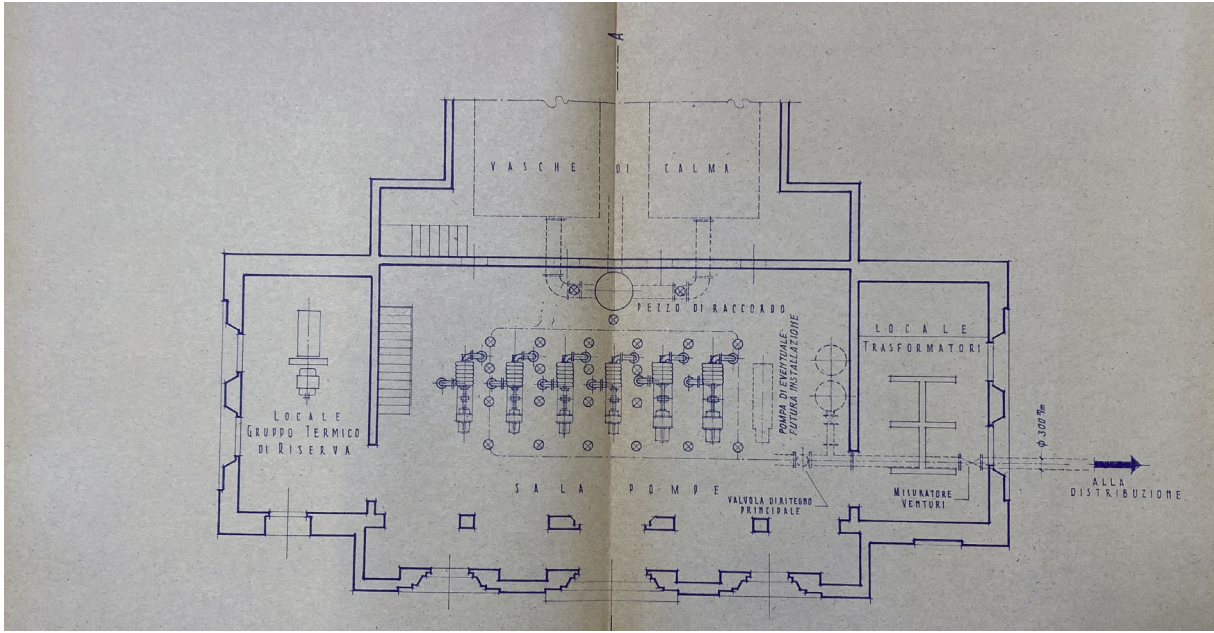 A
VASCHE DI CALMA
PEZZO DI RACCORDO
POMPA DI EVENTUALE
FUTURA INSTALLAZIONE
LOCALE
TRASFORMATORI
LOCALE
GRUPPO TERMICO
DI RISERVA
SALA POMPE
VALVOLA DI RITEGNO
PRINCIPALE
MISURATORE
VENTURI
φ 300 m/m
ALLA
DISTRIBUZIONE